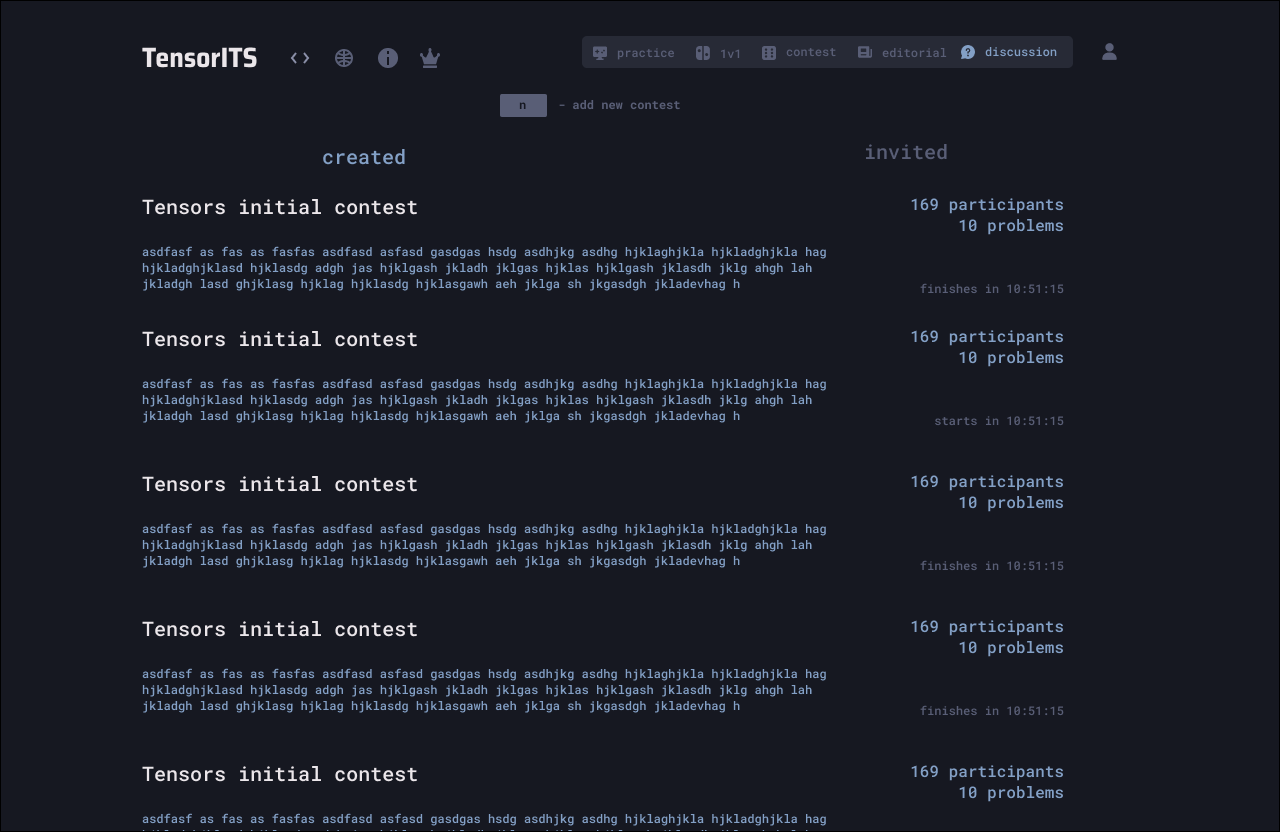 TensorITS
practice 1v1 contest editorial discussion
n - add new contest
created invited
Tensors initial contest
169 participants
10 problems
asdfasf as fas as fasfas asdfasd asfasd gasdgas hsdg asdhjkg asdhg hjklaghjkla hjkladghjkla hag
hjkladghjklasd hjklasdg adgh jas hjklgash jkladh jklgas hjklas hjklgash jklasdh jklg ahgh lah
jkladgh lasd ghjklasg hjklag hjklasdg hjklasgawh aeh jklga sh jkgasdgh jkladevhag h
finishes in 10:51:15
Tensors initial contest
169 participants
10 problems
asdfasf as fas as fasfas asdfasd asfasd gasdgas hsdg asdhjkg asdhg hjklaghjkla hjkladghjkla hag
hjkladghjklasd hjklasdg adgh jas hjklgash jkladh jklgas hjklas hjklgash jklasdh jklg ahgh lah
jkladgh lasd ghjklasg hjklag hjklasdg hjklasgawh aeh jklga sh jkgasdgh jkladevhag h
starts in 10:51:15
Tensors initial contest
169 participants
10 problems
asdfasf as fas as fasfas asdfasd asfasd gasdgas hsdg asdhjkg asdhg hjklaghjkla hjkladghjkla hag
hjkladghjklasd hjklasdg adgh jas hjklgash jkladh jklgas hjklas hjklgash jklasdh jklg ahgh lah
jkladgh lasd ghjklasg hjklag hjklasdg hjklasgawh aeh jklga sh jkgasdgh jkladevhag h
finishes in 10:51:15
Tensors initial contest
169 participants
10 problems
asdfasf as fas as fasfas asdfasd asfasd gasdgas hsdg asdhjkg asdhg hjklaghjkla hjkladghjkla hag
hjkladghjklasd hjklasdg adgh jas hjklgash jkladh jklgas hjklas hjklgash jklasdh jklg ahgh lah
jkladgh lasd ghjklasg hjklag hjklasdg hjklasgawh aeh jklga sh jkgasdgh jkladevhag h
finishes in 10:51:15
Tensors initial contest
169 participants
10 problems
asdfasf as fas as fasfas asdfasd asfasd gasdgas hsdg asdhjkg asdhg hjklaghjkla hjkladghjkla hag